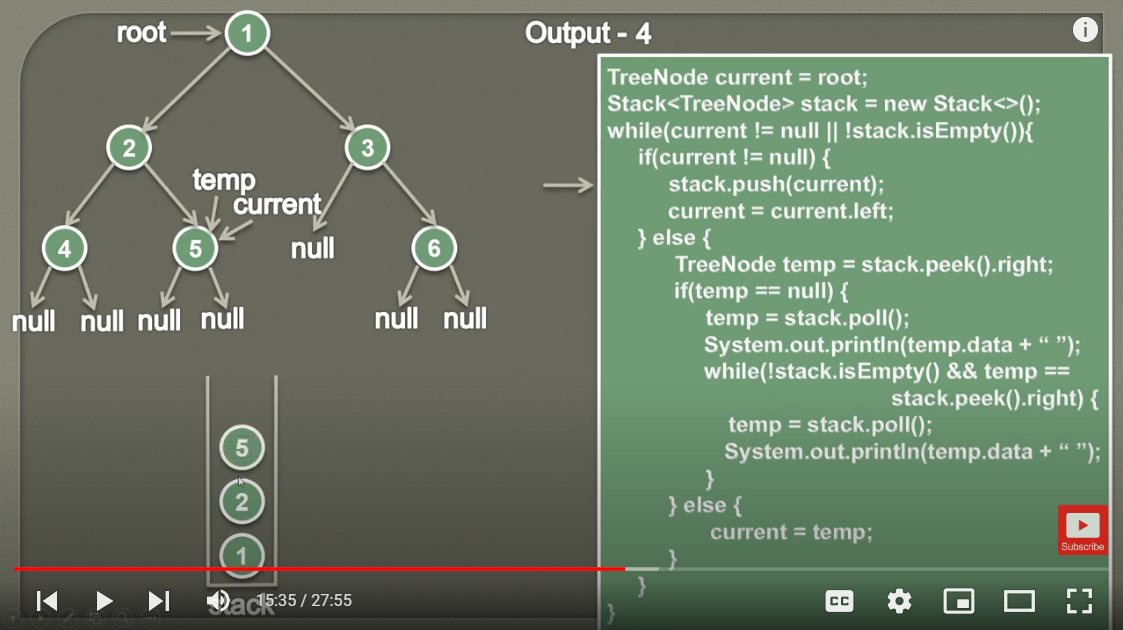 root
1
Output - 4
2
3
temp
current
4
5
null
6
null
null
null
null
null
null
5
2
1
stack
TreeNode current = root;
Stack<TreeNode> stack = new Stack<>();
while(current != null || !stack.isEmpty()){
if(current != null) {
stack.push(current);
current = current.left;
} else {
TreeNode temp = stack.peek().right;
if(temp == null) {
temp = stack.poll();
System.out.println(temp.data + “ ”);
while(!stack.isEmpty() && temp ==
stack.peek().right) {
temp = stack.poll();
System.out.println(temp.data + “ ”);
}
} else {
current = temp;
}
}
}
Subscribe
15:35 / 27:55
CC
i